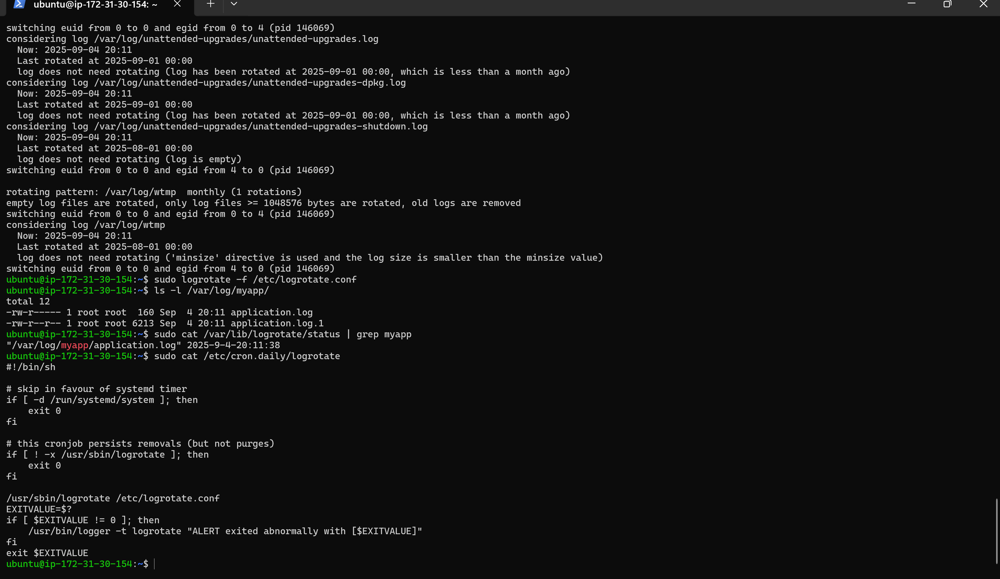 ubuntu@ip-172-31-30-154: ~
switching euid from 0 to 0 and egid from 0 to 4 (pid 146069)
considering log /var/log/unattended-upgrades/unattended-upgrades.log
  Now: 2025-09-04 20:11
  Last rotated at 2025-09-01 00:00
  log does not need rotating (log has been rotated at 2025-09-01 00:00, which is less than a month ago)
considering log /var/log/unattended-upgrades/unattended-upgrades-dpkg.log
  Now: 2025-09-04 20:11
  Last rotated at 2025-09-01 00:00
  log does not need rotating (log has been rotated at 2025-09-01 00:00, which is less than a month ago)
considering log /var/log/unattended-upgrades/unattended-upgrades-shutdown.log
  Now: 2025-09-04 20:11
  Last rotated at 2025-08-01 00:00
  log does not need rotating (log is empty)
switching euid from 0 to 0 and egid from 4 to 0 (pid 146069)

rotating pattern: /var/log/wtmp  monthly (1 rotations)
empty log files are rotated, only log files >= 1048576 bytes are rotated, old logs are removed
switching euid from 0 to 0 and egid from 0 to 4 (pid 146069)
considering log /var/log/wtmp
  Now: 2025-09-04 20:11
  Last rotated at 2025-08-01 00:00
  log does not need rotating ('minsize' directive is used and the log size is smaller than the minsize value)
switching euid from 0 to 0 and egid from 4 to 0 (pid 146069)
ubuntu@ip-172-31-30-154:~$ sudo logrotate -f /etc/logrotate.conf
ubuntu@ip-172-31-30-154:~$ ls -l /var/log/myapp/
total 12
-rw-r----- 1 root root  160 Sep  4 20:11 application.log
-rw-r--r-- 1 root root 6213 Sep  4 20:11 application.log.1
ubuntu@ip-172-31-30-154:~$ sudo cat /var/lib/logrotate/status | grep myapp
"/var/log/myapp/application.log" 2025-9-4-20:11:38
ubuntu@ip-172-31-30-154:~$ sudo cat /etc/cron.daily/logrotate
#!/bin/sh

# skip in favour of systemd timer
if [ -d /run/systemd/system ]; then
    exit 0
fi

# this cronjob persists removals (but not purges)
if [ ! -x /usr/sbin/logrotate ]; then
    exit 0
fi

/usr/sbin/logrotate /etc/logrotate.conf
EXITVALUE=$?
if [ $EXITVALUE != 0 ]; then
    /usr/bin/logger -t logrotate "ALERT exited abnormally with [$EXITVALUE]"
fi
exit $EXITVALUE
ubuntu@ip-172-31-30-154:~$